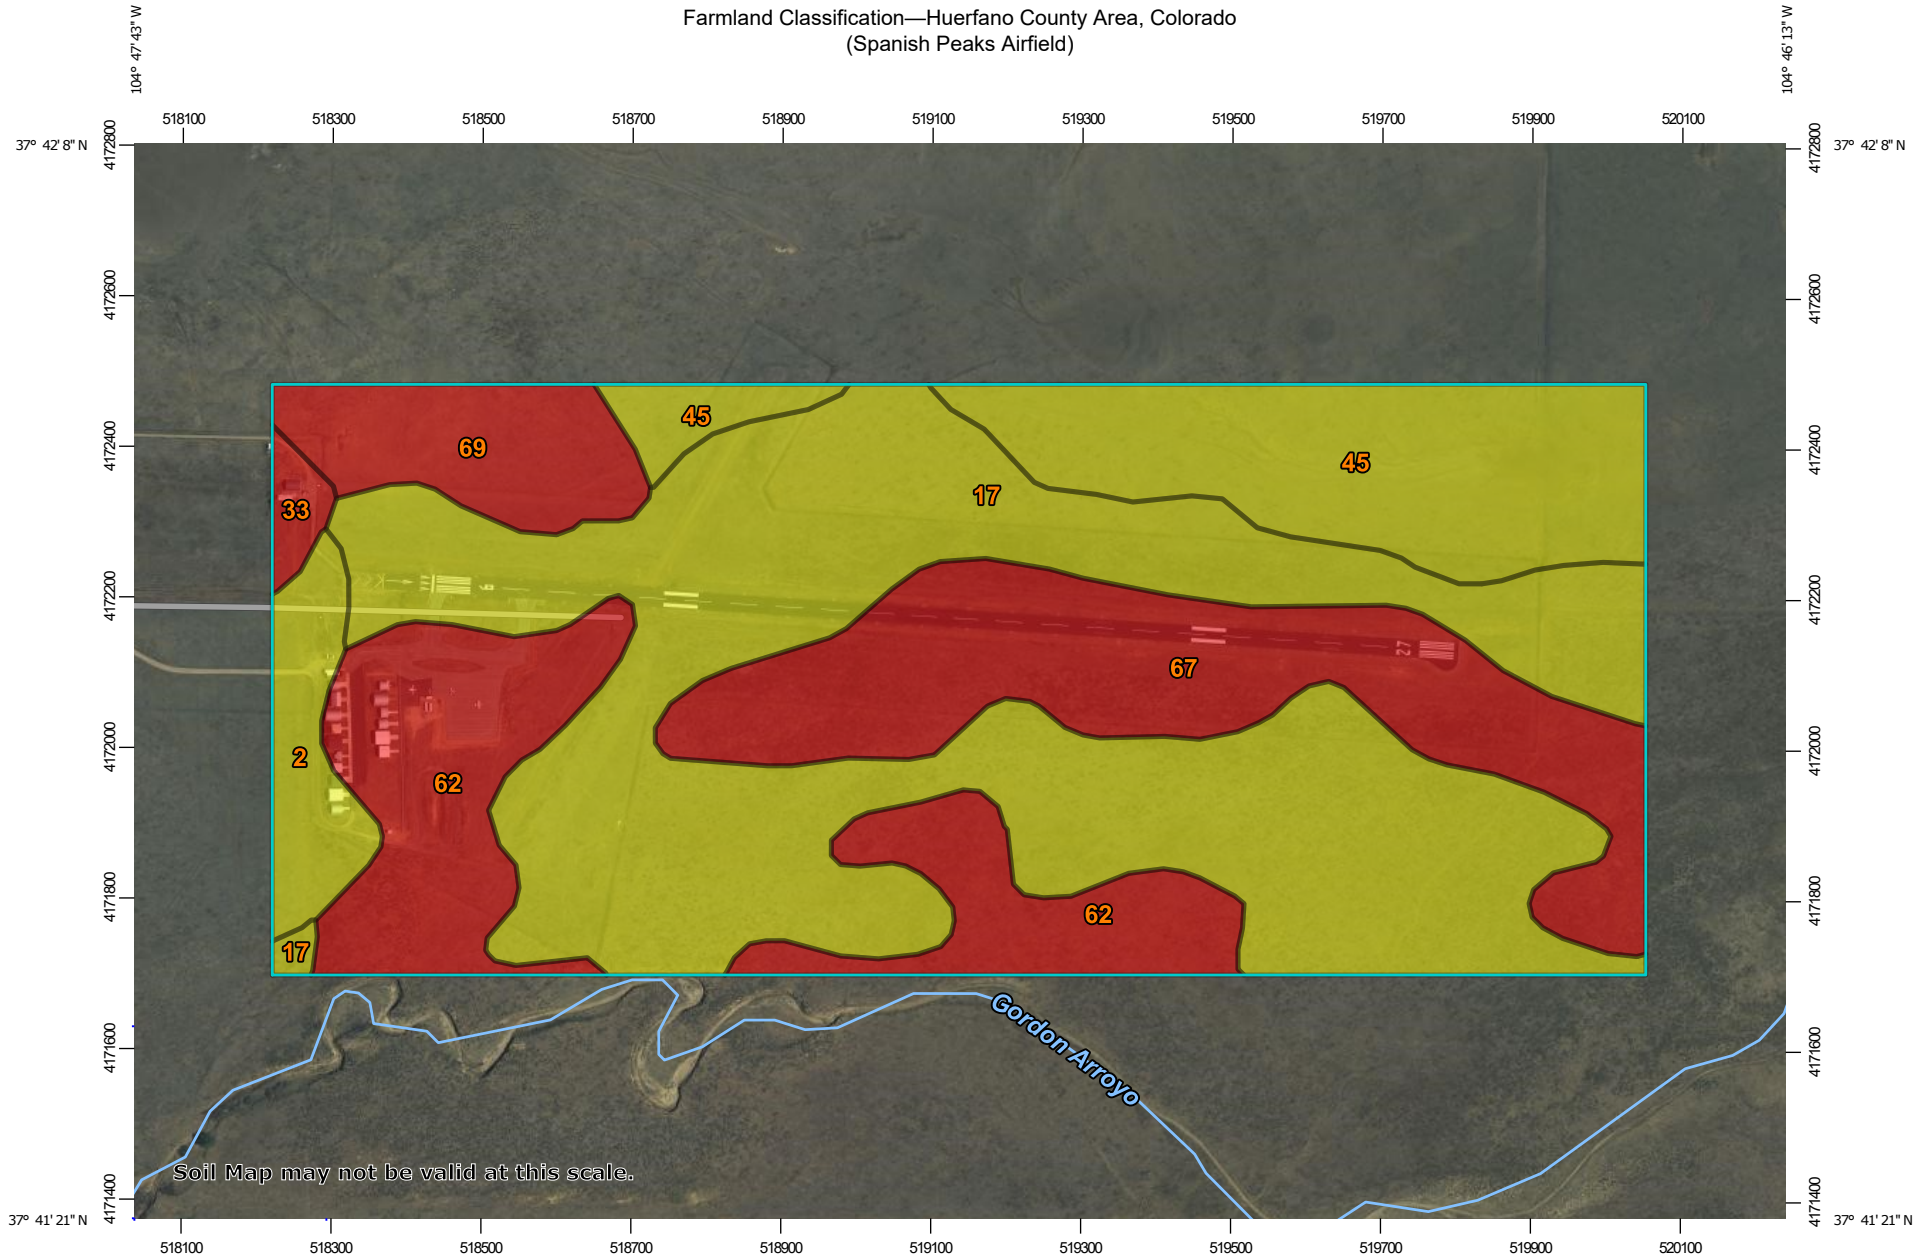 Farmland Classification—Huerfano County Area, Colorado
(Spanish Peaks Airfield)
104° 47' 43" W
104° 46' 13" W
518100 518300 518500 518700 518900 519100 519300 519500 519700 519900 520100
37° 42' 8" N
37° 42' 8" N
4172800
4172800
4172600
4172600
4172400
4172400
4172200
4172200
4172000
4172000
4171800
4171800
4171600
4171600
4171400
4171400
45
69
45
17
33
9
27
67
2
62
62
17
Gordon Arroyo
Soil Map may not be valid at this scale.
37° 41' 21" N
37° 41' 21" N
518100 518300 518500 518700 518900 519100 519300 519500 519700 519900 520100